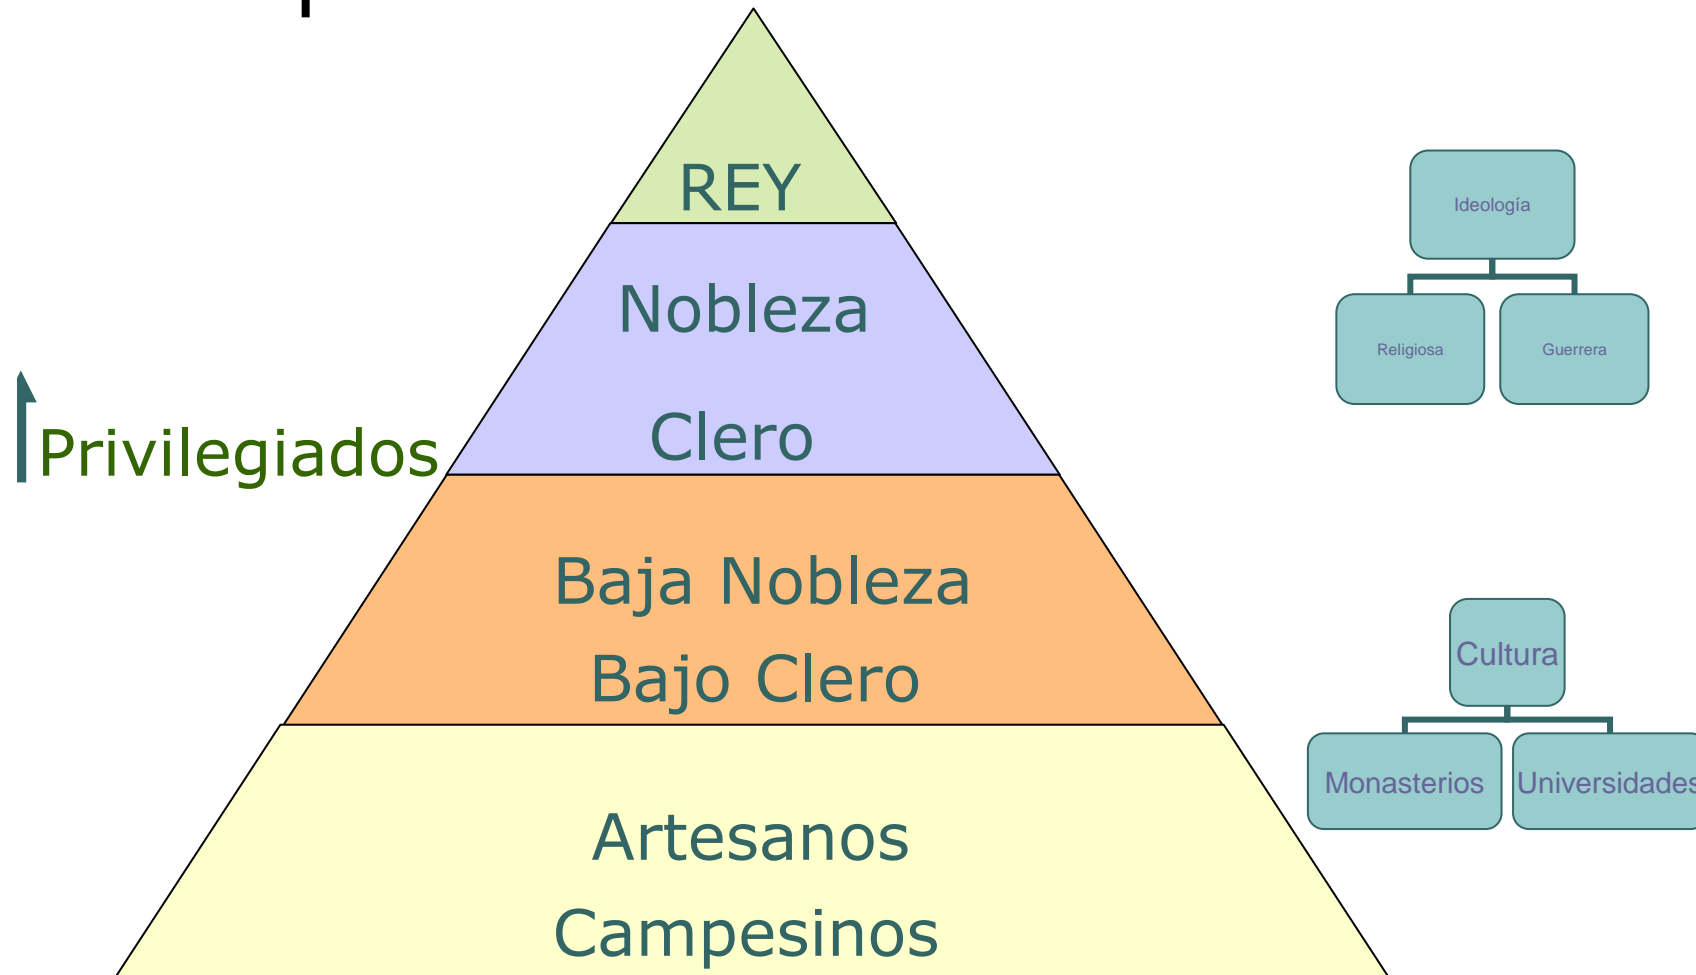 REY
Nobleza
Clero
Privilegiados
Baja Nobleza
Bajo Clero
Artesanos
Campesinos
Ideología
Religiosa
Guerrera
Cultura
Monasterios
Universidades